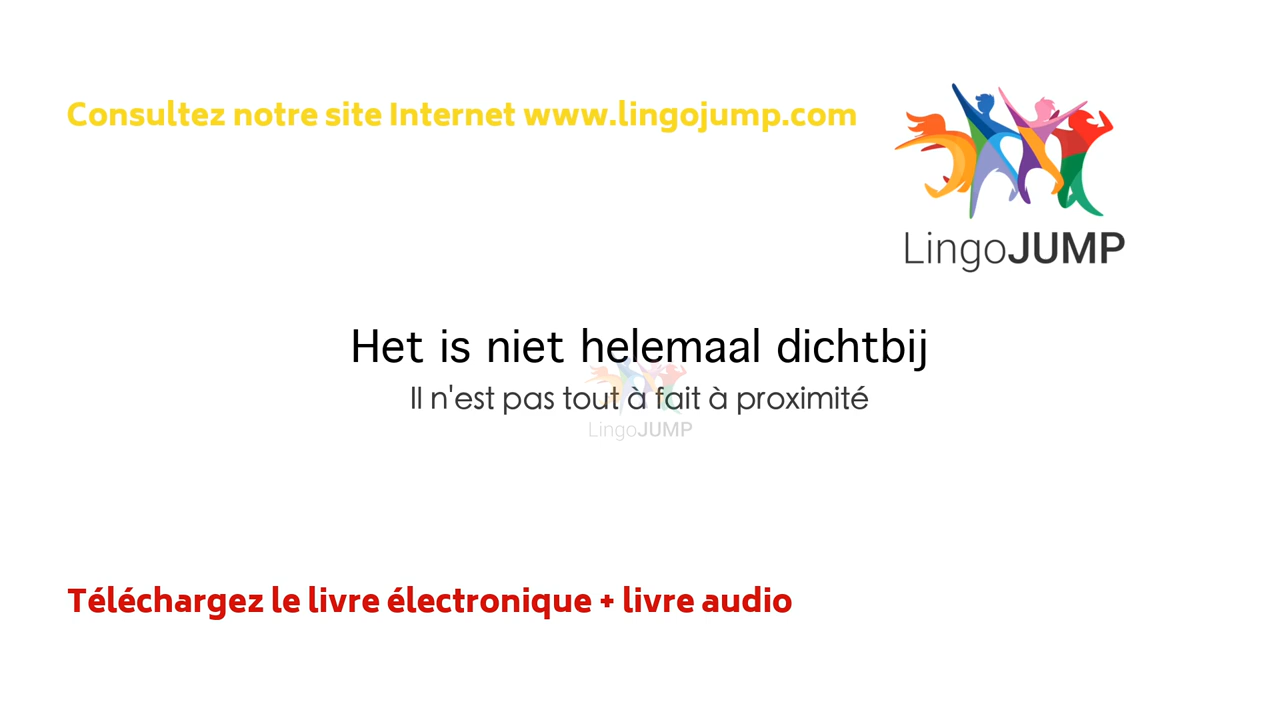 Consultez notre site Internet www.lingojump.com
LingoJUMP
Het is niet helemaal dichtbij
Il n'est pas tout à fait à proximité
LingoJUMP
Téléchargez le livre électronique + livre audio